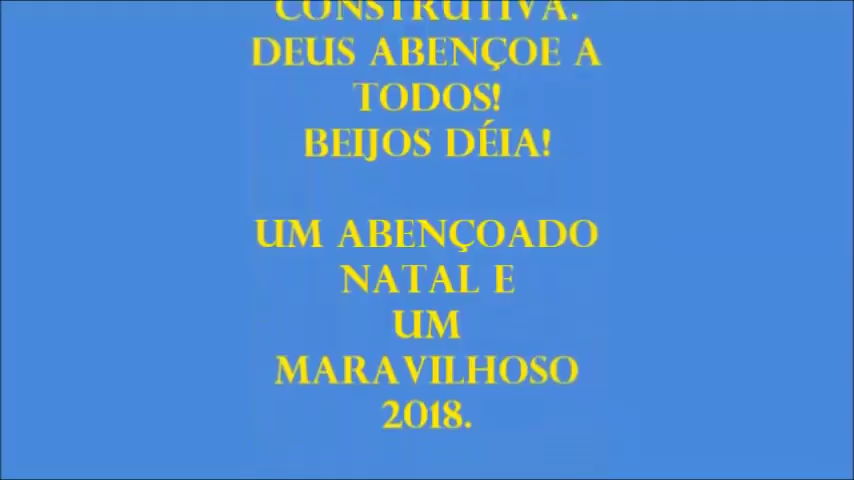 CONSTRUTIVA.
DEUS ABENÇOE A
TODOS!
BEIJOS DÉIA!
UM ABENÇOADO
NATAL E
UM
MARAVILHOSO
2018.